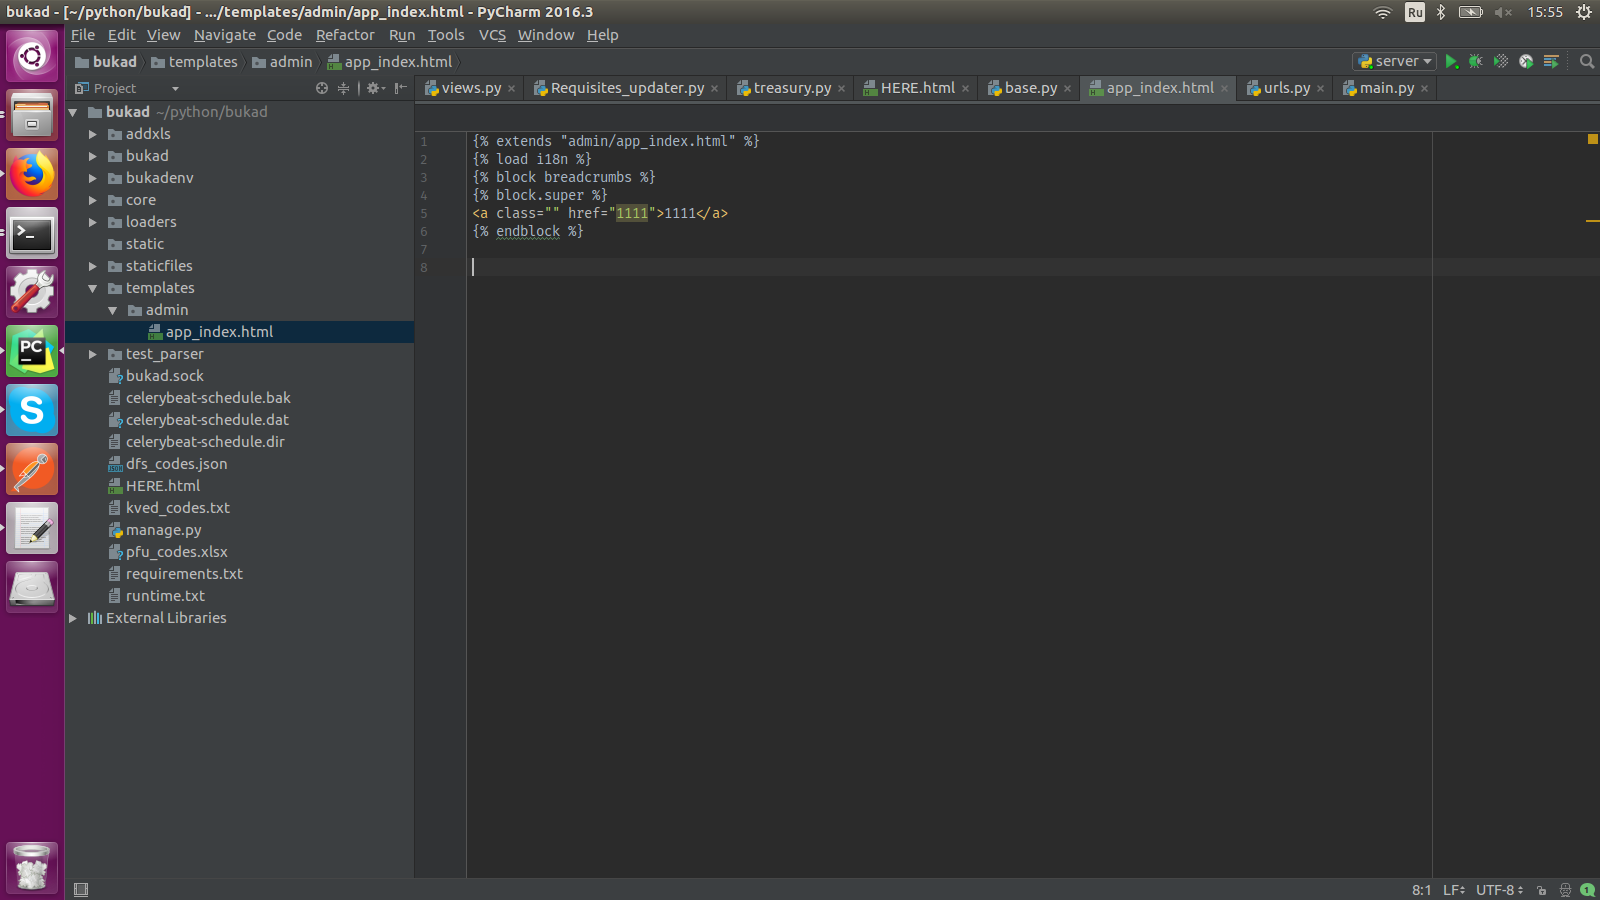 bukad - [~/python/bukad] - .../templates/admin/app_index.html - PyCharm 2016.3
Ru
15:55
File Edit View Navigate Code Refactor Run Tools VCS Window Help
bukad templates admin app_index.html
server
Project
views.py Requisites_updater.py treasury.py HERE.html base.py app_index.html urls.py main.py
bukad ~/python/bukad
addxls
bukad
bukadenv
core
loaders
static
staticfiles
templates
admin
app_index.html
test_parser
bukad.sock
celerybeat-schedule.bak
celerybeat-schedule.dat
celerybeat-schedule.dir
dfs_codes.json
HERE.html
kved_codes.txt
manage.py
pfu_codes.xlsx
requirements.txt
runtime.txt
External Libraries
1 {% extends "admin/app_index.html" %}
2 {% load i18n %}
3 {% block breadcrumbs %}
4 {% block.super %}
5 <a class="" href="1111">1111</a>
6 {% endblock %}
7
8
PC
S
8:1 LF UTF-8 1